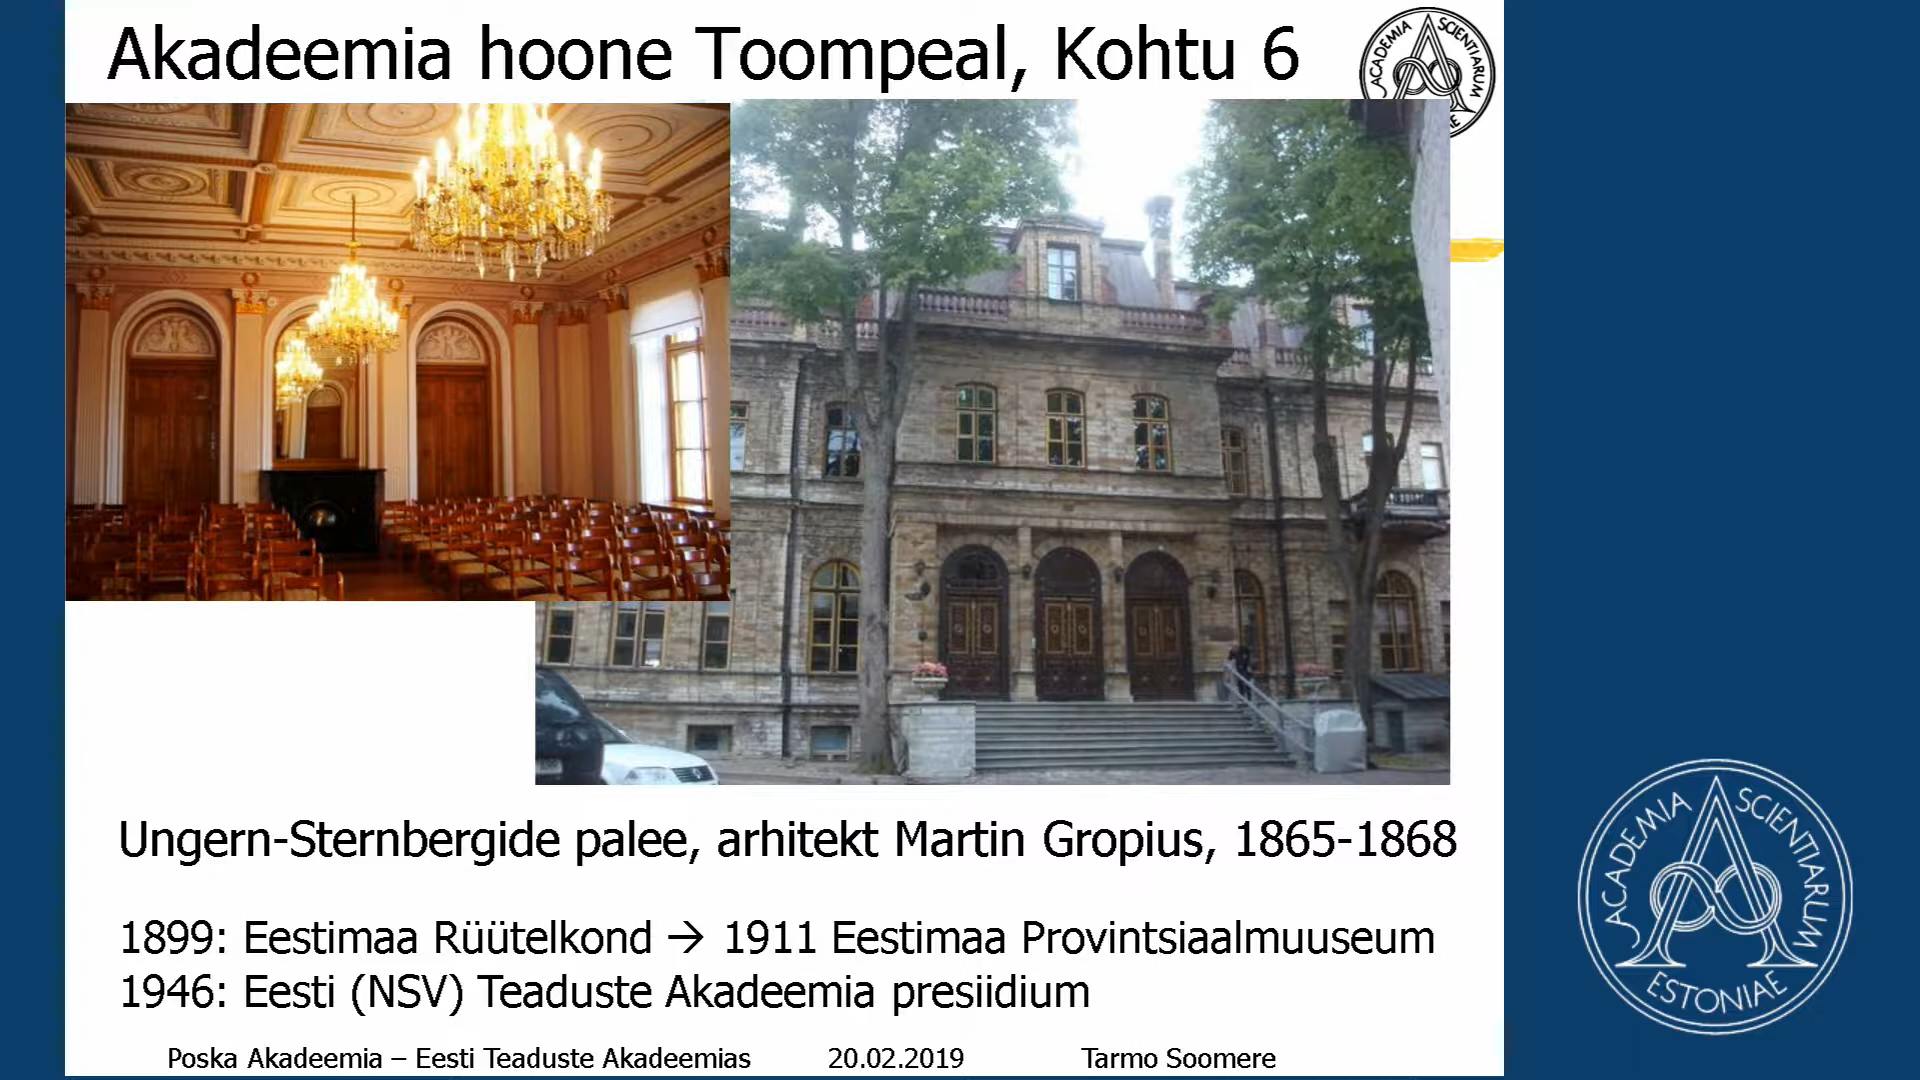 Akadeemia hoone Toompeal, Kohtu 6
ACADEMIA SCIENTIARUM
Ungern-Sternbergide palee, arhitekt Martin Gropius, 1865-1868
1899: Eestimaa Rüütelkond → 1911 Eestimaa Provintsiaalmuuseum
1946: Eesti (NSV) Teaduste Akadeemia presiidium
Poska Akadeemia – Eesti Teaduste Akadeemias 20.02.2019 Tarmo Soomere
ACADEMIA SCIENTIARUM ESTONIAE